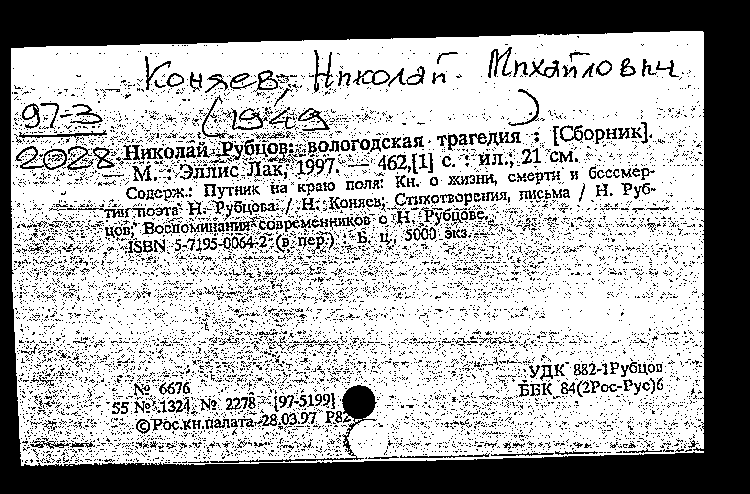 Коняев, Николай Михайлович
97-3
(1949 )
2028
Николай Рубцов: вологодская трагедия : [Сборник].
— М. : Эллис Лак, 1997. — 462,[1] с. : ил., 21 см.
Содерж.: Путник на краю поля: Кн. о жизни, смерти и бессмер-
тии поэта Н. Рубцова / Н. Коняев; Стихотворения, письма / Н. Руб-
цов; Воспоминания современников о Н. Рубцове.
ISBN 5-7195-0064-2 (в пер.) : Б. ц., 5000 экз.
УДК 882-1Рубцов
ББК 84(2Рос-Рус)6
№ 6676
55 № 1324 № 2278 [97-5199]
© Рос.кн.палата 28.03.97 Р82